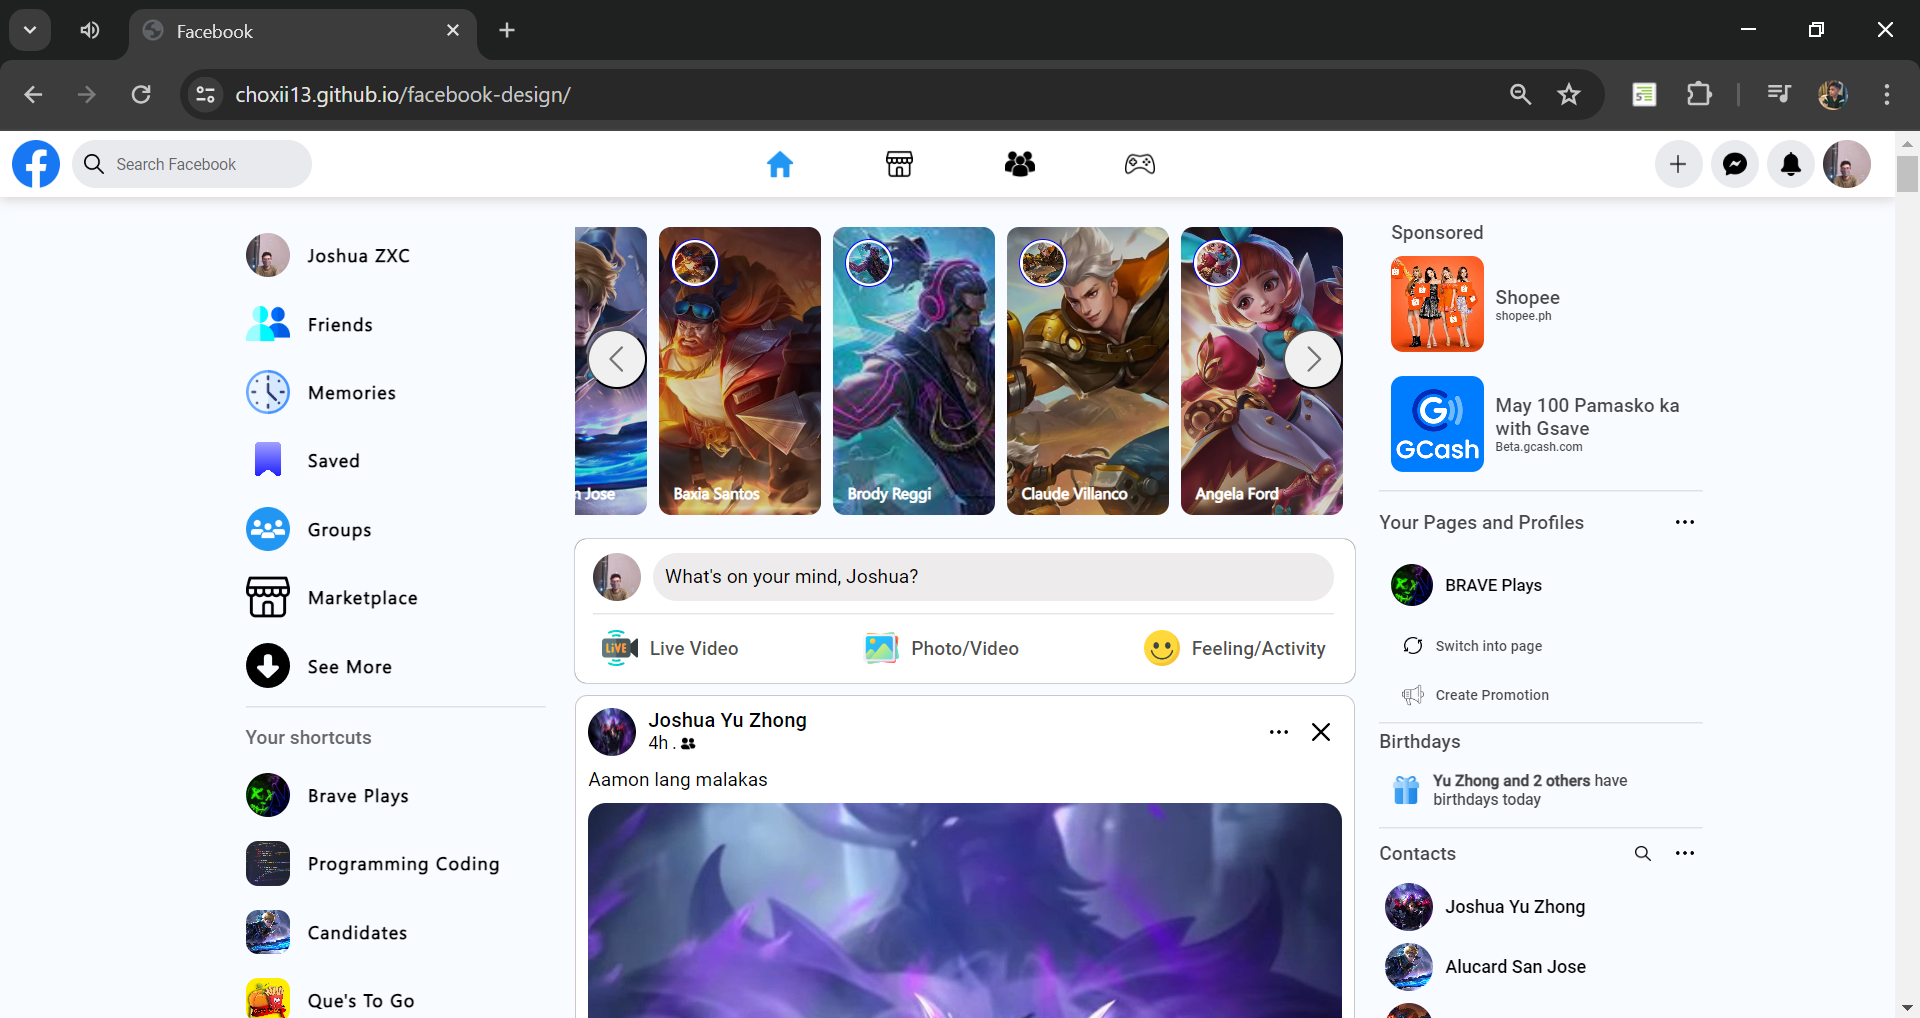 Facebook
choxii13.github.io/facebook-design/
Search Facebook
Joshua ZXC
Friends
Memories
Saved
Groups
Marketplace
See More
Your shortcuts
Brave Plays
Programming Coding
Candidates
Que's To Go
n Jose
Baxia Santos
Brody Reggi
Claude Villanco
Angela Ford
What's on your mind, Joshua?
LIVE
Live Video
Photo/Video
Feeling/Activity
Joshua Yu Zhong
4h .
Aamon lang malakas
Sponsored
Shopee
shopee.ph
GCash
May 100 Pamasko ka
with Gsave
Beta.gcash.com
Your Pages and Profiles
BRAVE Plays
Switch into page
Create Promotion
Birthdays
Yu Zhong and 2 others have
birthdays today
Contacts
Joshua Yu Zhong
Alucard San Jose